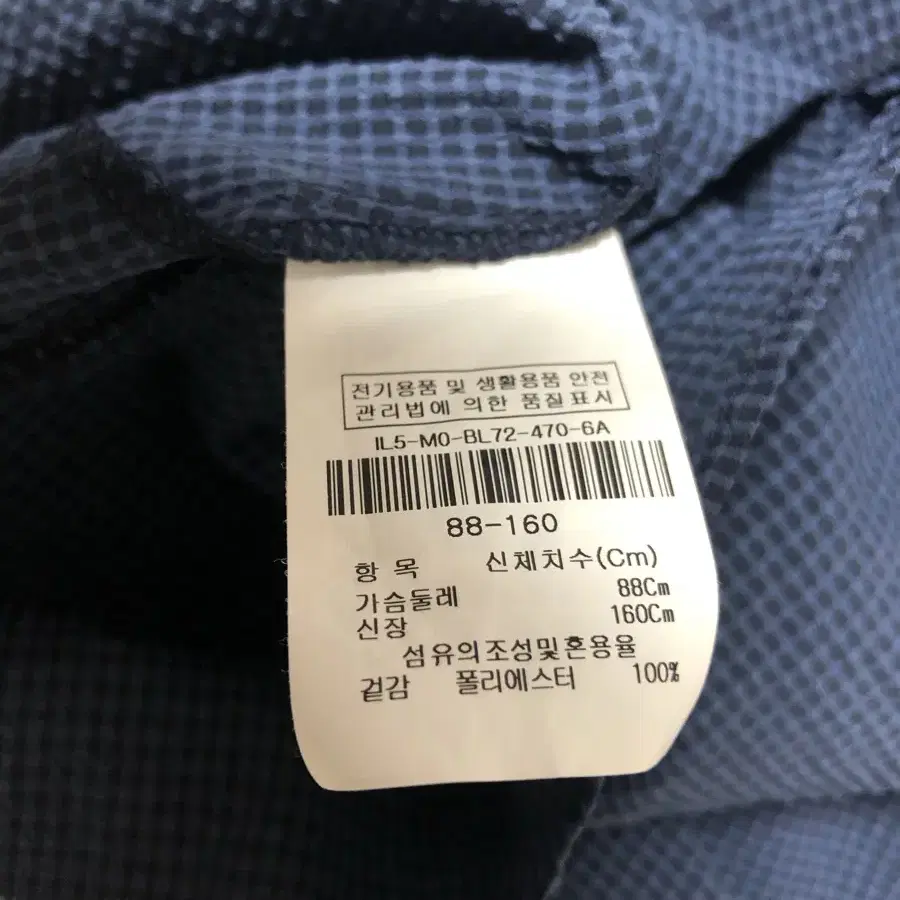 전기용품 및 생활용품 안전
관리법에 의한 품질표시
IL5-M0-BL72-470-6A
88-160
항 목 신체치수(Cm)
가슴둘레 88Cm
신장 160Cm
섬유의조성및혼용율
겉감 폴리에스터 100%